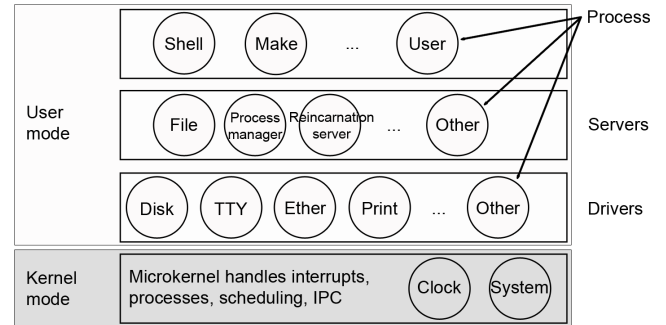 Process
Shell
Make
...
User
User
mode
File
Process
manager
Reincarnation
server
...
Other
Servers
Disk
TTY
Ether
Print
...
Other
Drivers
Kernel
mode
Microkernel handles interrupts,
processes, scheduling, IPC
Clock
System